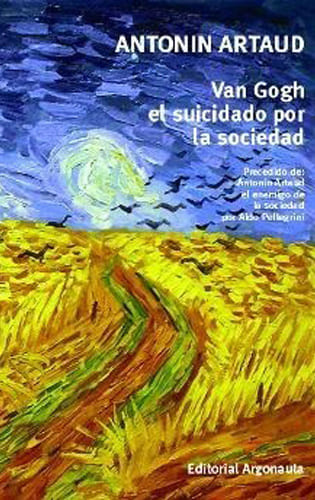 ANTONIN ARTAUD
Van Gogh
el suicidado por
la sociedad
Precedido de:
Antonin Artaud
el enemigo de
la sociedad
por Aldo Pellegrini
Editorial Argonauta